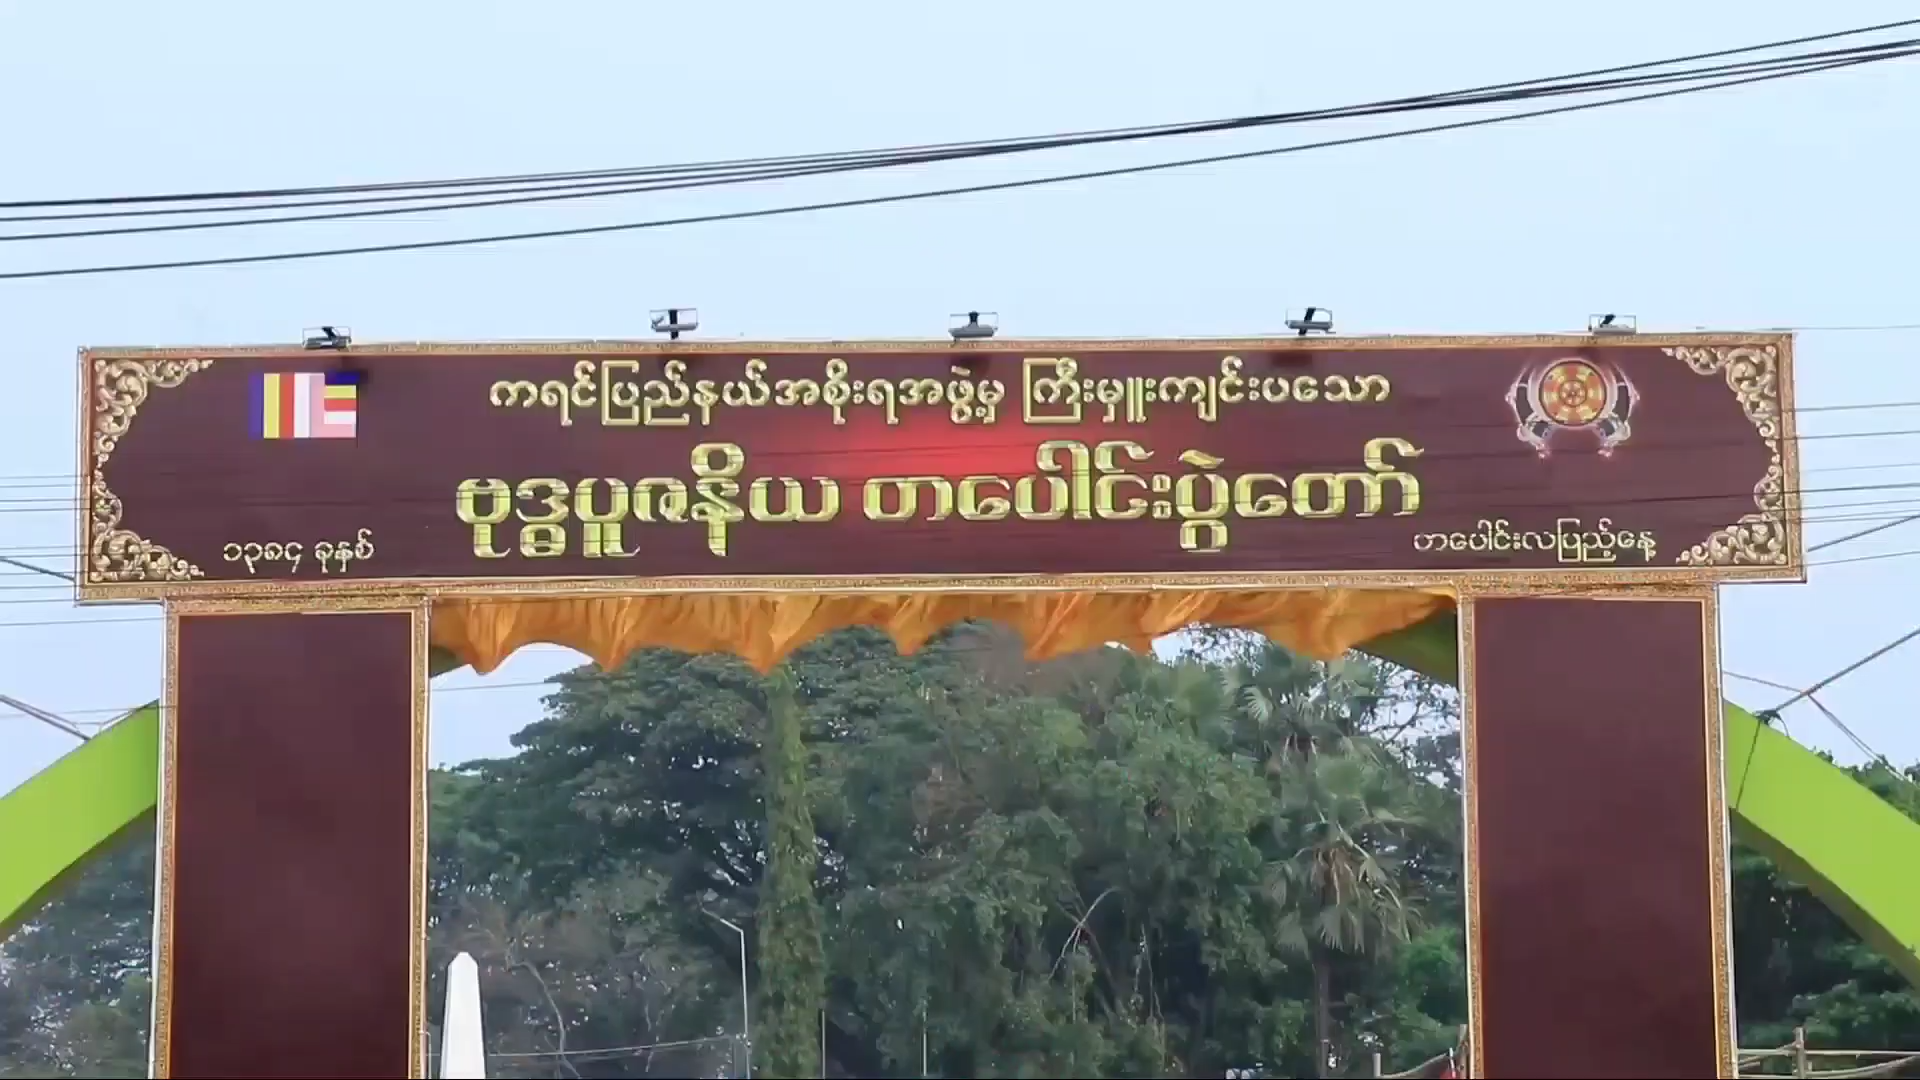 ကရင်ပြည်နယ်အစိုးရအဖွဲ့မှ ကြီးမှူးကျင်းပသော
ဗုဒ္ဓပူဇနိယ တပေါင်းပွဲတော်
၁၃၈၄ ခုနှစ်
တပေါင်းလပြည့်နေ့